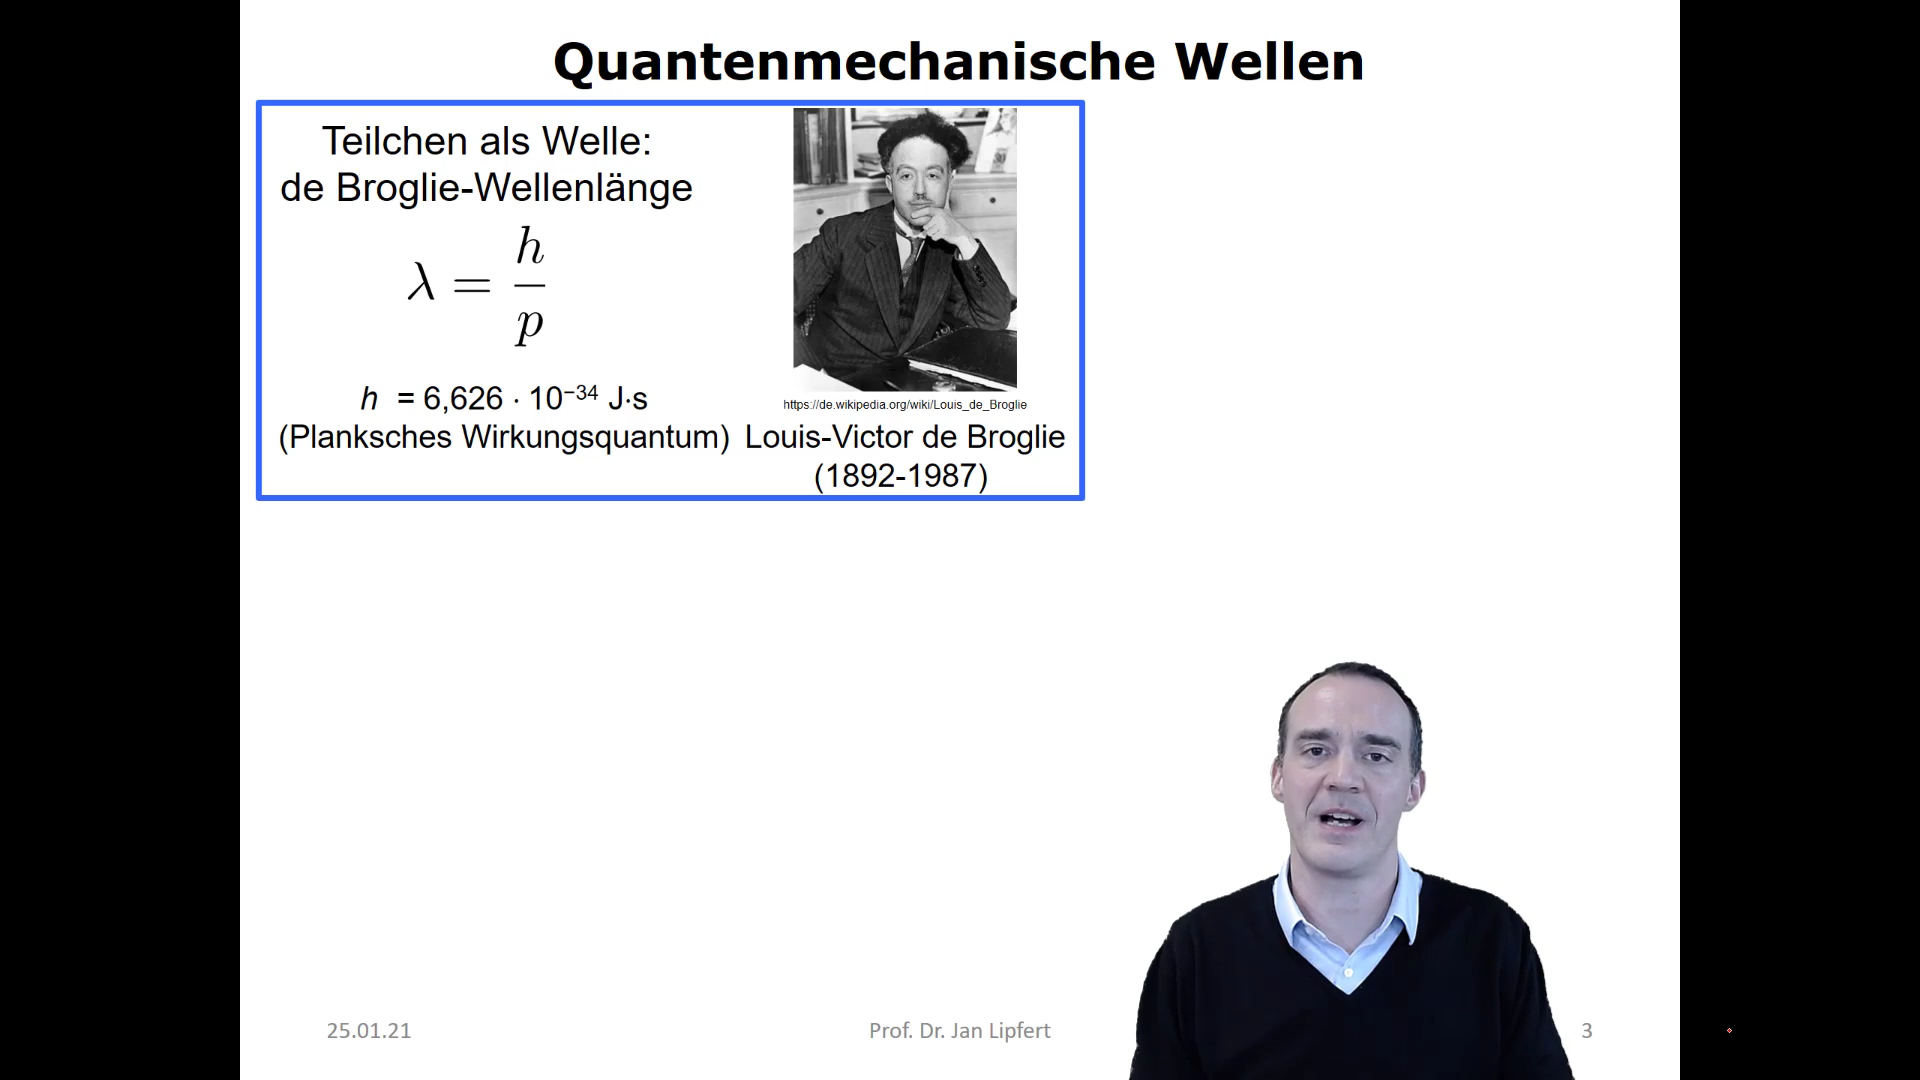 Quantenmechanische Wellen
Teilchen als Welle:
de Broglie-Wellenlänge
λ = h/p
h = 6,626 · 10⁻³⁴ J·s
(Planksches Wirkungsquantum)
https://de.wikipedia.org/wiki/Louis_de_Broglie
Louis-Victor de Broglie
(1892-1987)
25.01.21
Prof. Dr. Jan Lipfert
3